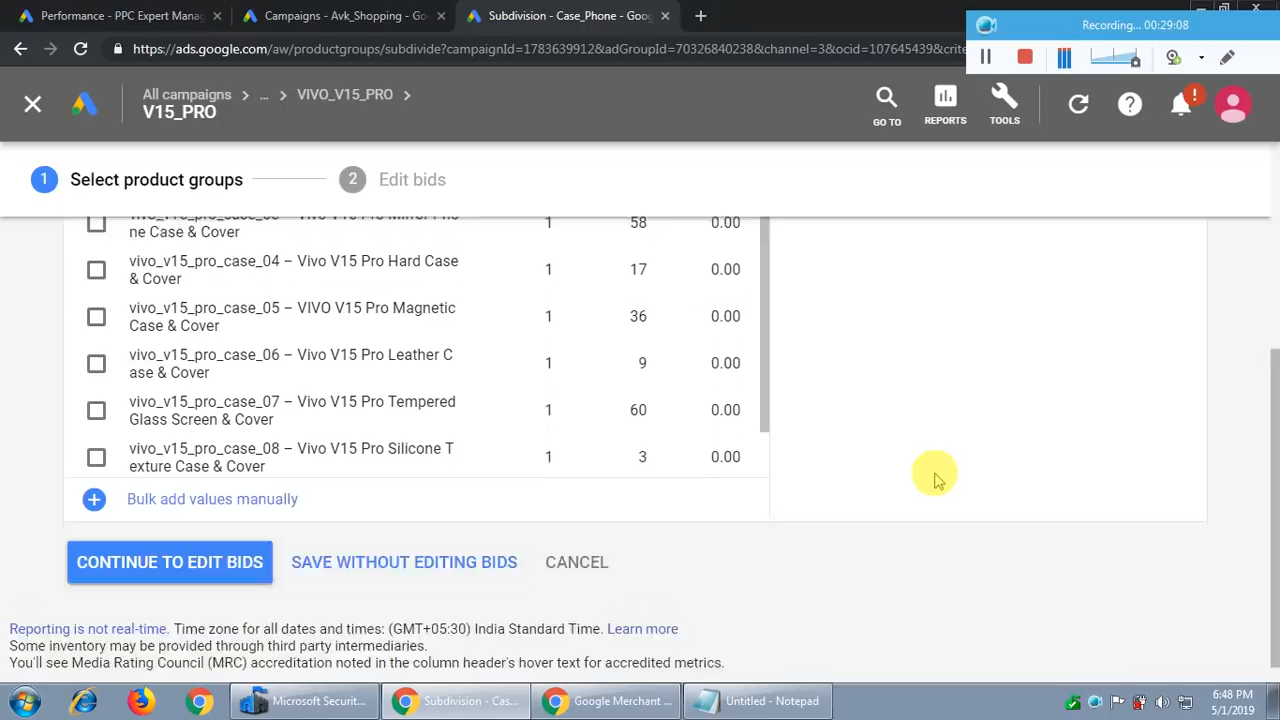 Performance - PPC Expert Manag
Campaigns - Avk_Shopping - Go
Subdivision - Case_Phone - Goog
Recording... 00:29:08
https://ads.google.com/aw/productgroups/subdivide?campaignId=1783639912&adGroupId=70326840238&channel=3&ocid=107645439&crite
All campaigns > ... > VIVO_V15_PRO >
V15_PRO
GO TO
REPORTS
TOOLS
!
1 Select product groups
2 Edit bids
ne Case & Cover 1 58 0.00
vivo_v15_pro_case_04 – Vivo V15 Pro Hard Case
& Cover 1 17 0.00
vivo_v15_pro_case_05 – VIVO V15 Pro Magnetic
Case & Cover 1 36 0.00
vivo_v15_pro_case_06 – Vivo V15 Pro Leather C
ase & Cover 1 9 0.00
vivo_v15_pro_case_07 – Vivo V15 Pro Tempered
Glass Screen & Cover 1 60 0.00
vivo_v15_pro_case_08 – Vivo V15 Pro Silicone T
exture Case & Cover 1 3 0.00
Bulk add values manually
CONTINUE TO EDIT BIDS SAVE WITHOUT EDITING BIDS CANCEL
Reporting is not real-time. Time zone for all dates and times: (GMT+05:30) India Standard Time. Learn more
Some inventory may be provided through third party intermediaries.
You'll see Media Rating Council (MRC) accreditation noted in the column header's hover text for accredited metrics.
Microsoft Securit...
Subdivision - Cas...
Google Merchant ...
Untitled - Notepad
6:48 PM
5/1/2019